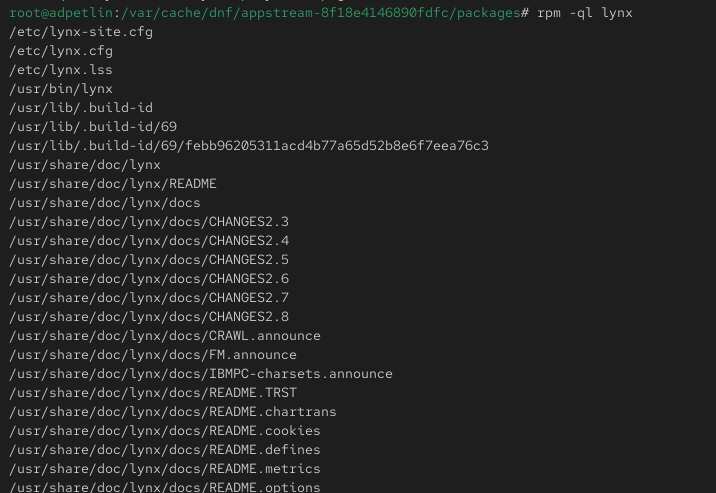 root@adpetlin:/var/cache/dnf/appstream-8f18e4146890fdfc/packages# rpm -ql lynx
/etc/lynx-site.cfg
/etc/lynx.cfg
/etc/lynx.lss
/usr/bin/lynx
/usr/lib/.build-id
/usr/lib/.build-id/69
/usr/lib/.build-id/69/febb96205311acd4b77a65d52b8e6f7eea76c3
/usr/share/doc/lynx
/usr/share/doc/lynx/README
/usr/share/doc/lynx/docs
/usr/share/doc/lynx/docs/CHANGES2.3
/usr/share/doc/lynx/docs/CHANGES2.4
/usr/share/doc/lynx/docs/CHANGES2.5
/usr/share/doc/lynx/docs/CHANGES2.6
/usr/share/doc/lynx/docs/CHANGES2.7
/usr/share/doc/lynx/docs/CHANGES2.8
/usr/share/doc/lynx/docs/CRAWL.announce
/usr/share/doc/lynx/docs/FM.announce
/usr/share/doc/lynx/docs/IBMPC-charsets.announce
/usr/share/doc/lynx/docs/README.TRST
/usr/share/doc/lynx/docs/README.chartrans
/usr/share/doc/lynx/docs/README.cookies
/usr/share/doc/lynx/docs/README.defines
/usr/share/doc/lynx/docs/README.metrics
/usr/share/doc/lynx/docs/README.options